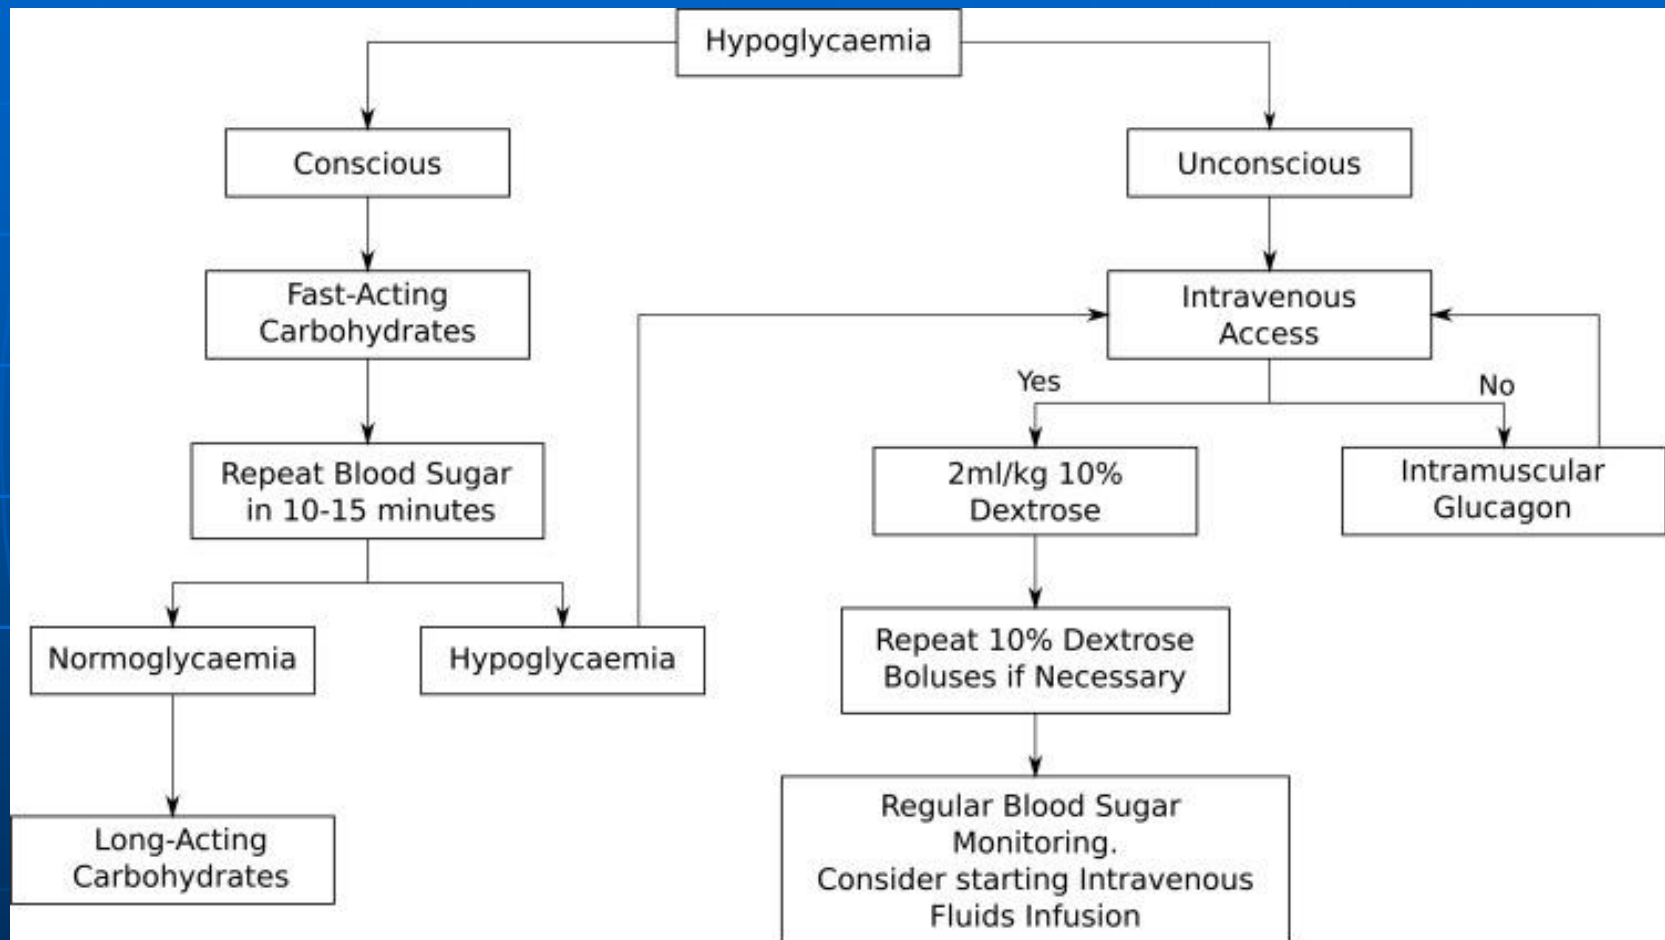 Hypoglycaemia
Conscious
Unconscious
Fast-Acting
Carbohydrates
Intravenous
Access
Yes
No
Repeat Blood Sugar
in 10-15 minutes
2ml/kg 10%
Dextrose
Intramuscular
Glucagon
Normoglycaemia
Hypoglycaemia
Repeat 10% Dextrose
Boluses if Necessary
Long-Acting
Carbohydrates
Regular Blood Sugar
Monitoring.
Consider starting Intravenous
Fluids Infusion